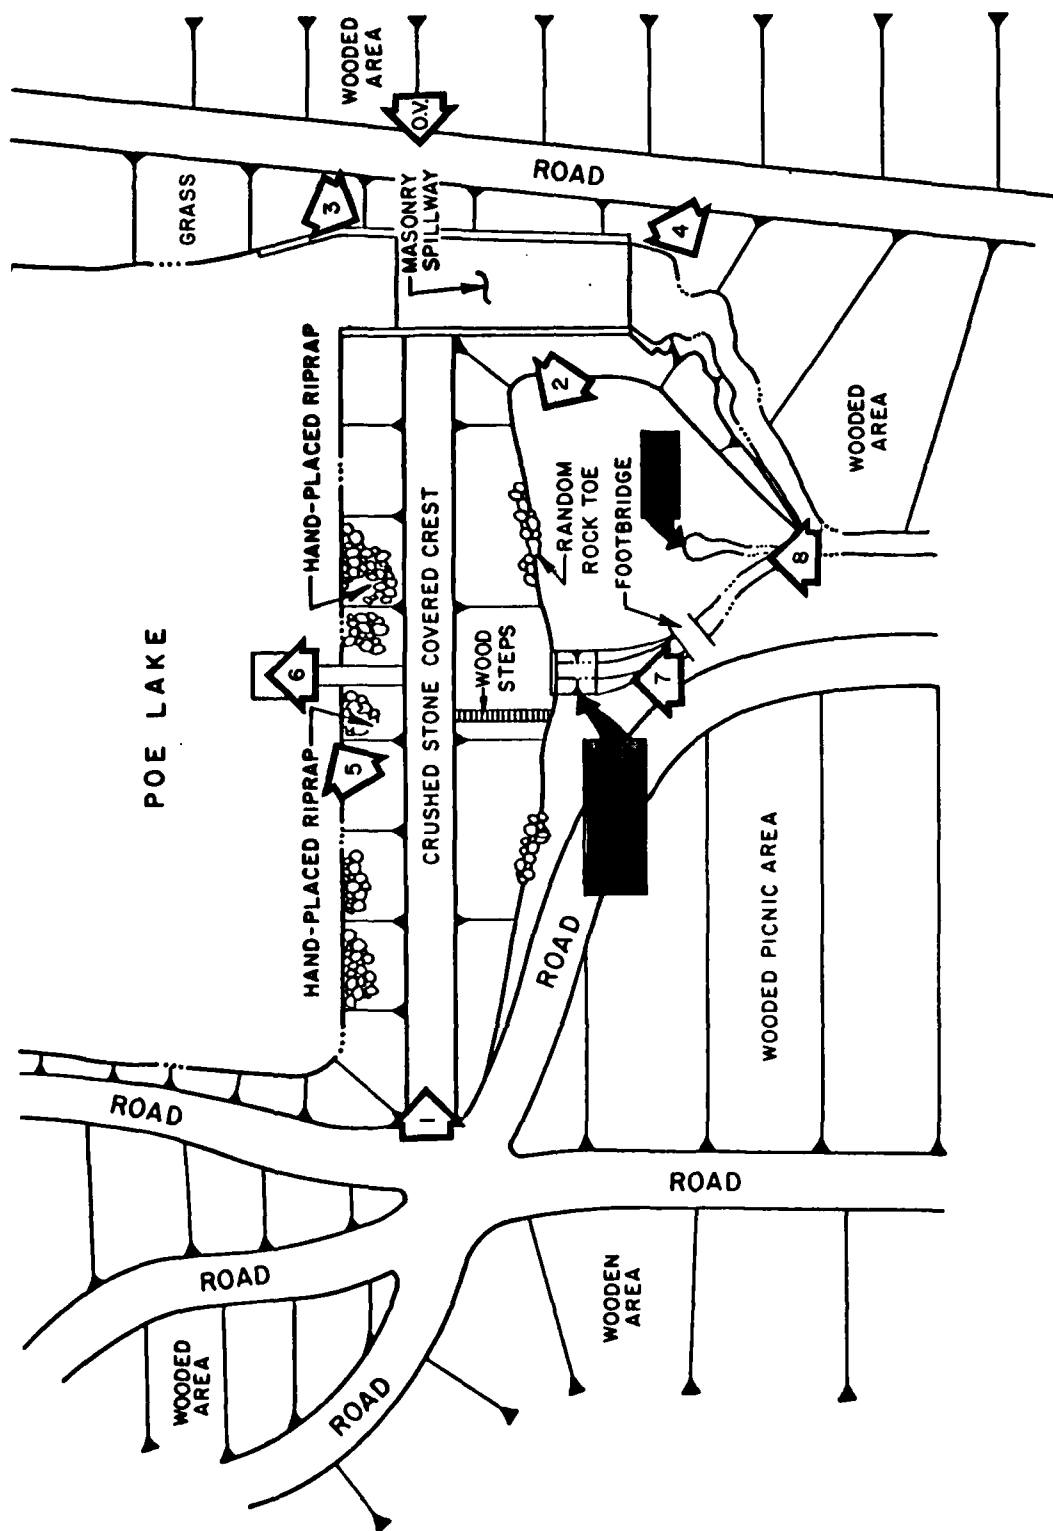 POE LAKE
WOODED
AREA
O.V.
ROAD
GRASS
3
MASONRY
SPILLWAY
4
HAND-PLACED RIPRAP
2
WOODED
AREA
RANDOM
ROCK TOE
FOOTBRIDGE
8
CRUSHED STONE COVERED CREST
WOOD
STEPS
6
7
HAND-PLACED RIPRAP
5
WOODED PICNIC AREA
ROAD
1
ROAD
ROAD
ROAD
WOODEN
AREA
WOODED
AREA
ROAD